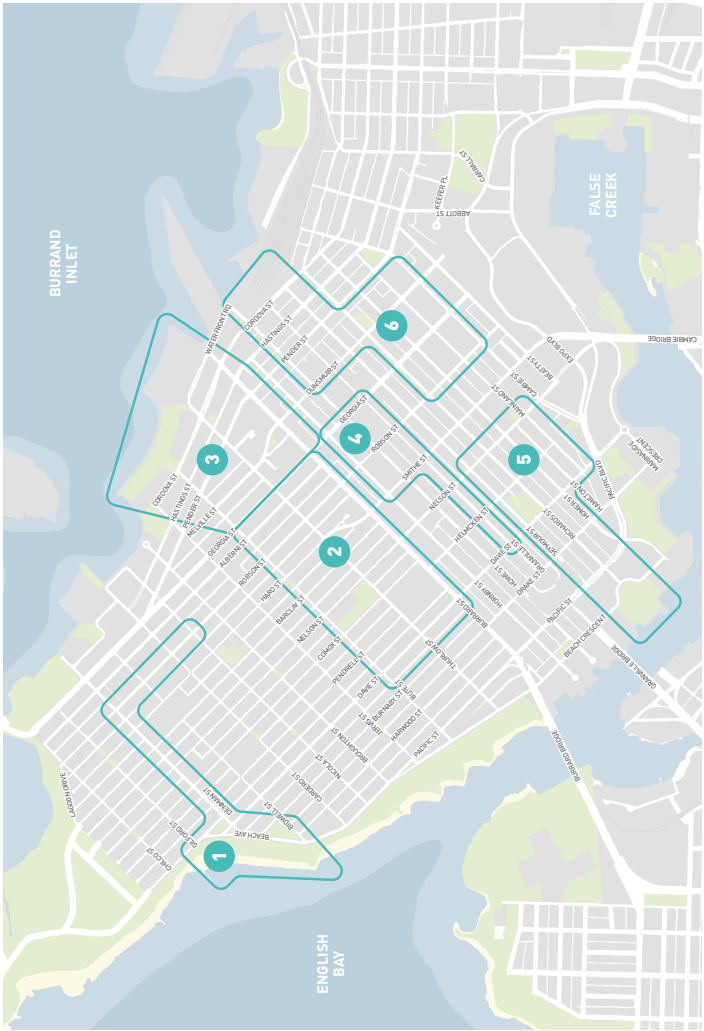 BURRAND
INLET
FALSE
CREEK
ENGLISH
BAY
CARRALL ST
KEEFER PL
ABBOTT ST
CAMBIE BRIDGE
EXPO BLVD
BEATTY ST
CAMBIE ST
MAINLAND ST
WATERFRONT RD
CORDOVA ST
HASTINGS ST
PENDER ST
DUNSMUIR ST
GEORGIA ST
ROBSON ST
SMITHE ST
NELSON ST
HELMCKEN ST
DAVIE ST
DRAKE ST
PACIFIC ST
BEACH CRESCENT
GRANVILLE BRIDGE
MARINASIDE
CRESCENT
PACIFIC BLVD
HAMILTON ST
HOMER ST
RICHARDS ST
SEYMOUR ST
GRANVILLE ST
HOWE ST
HORNBY ST
BURRARD ST
THURLOW ST
BUTE ST
JERVIS ST
BROUGHTON ST
NICOLA ST
CARDERO ST
BIDWELL ST
DENMAN ST
GILFORD ST
CHILCO ST
LAGOON DRIVE
BEACH AVE
CORDOVA ST
HASTINGS ST
PENDER ST
MELVILLE ST
GEORGIA ST
ALBERNI ST
ROBSON ST
HARO ST
BARCLAY ST
NELSON ST
COMOX ST
PENDRELL ST
DAVIE ST
BURNABY ST
HARWOOD ST
PACIFIC ST
BURRARD BRIDGE
1
2
3
4
5
6